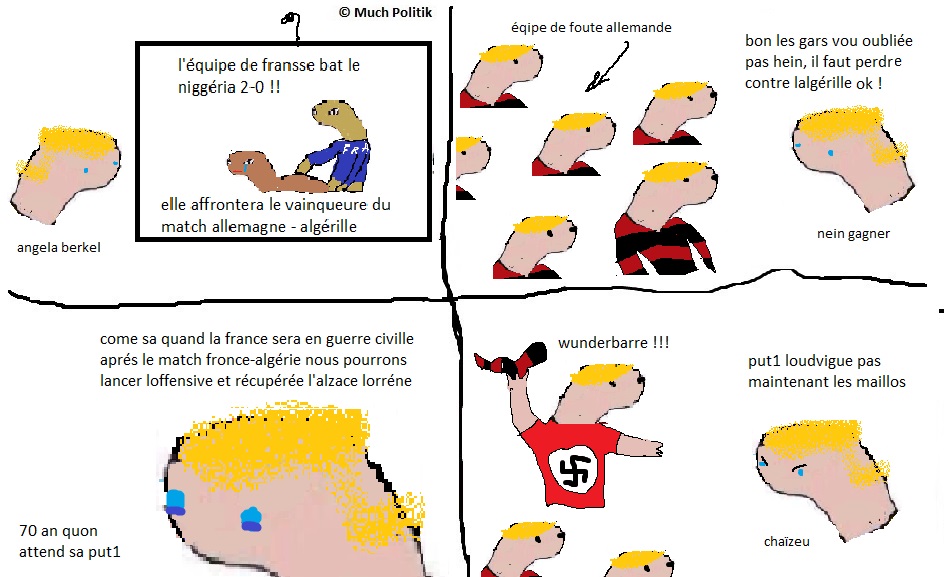 © Much Politik
l'équipe de fransse bat le
niggéria 2-0 !!
FRA
elle affrontera le vainqueure du
match allemagne - algérille
angela berkel
éqipe de foute allemande
bon les gars vou oubliée
pas hein, il faut perdre
contre lalgérille ok !
nein gagner
come sa quand la france sera en guerre civille
aprés le match fronce-algérie nous pourrons
lancer loffensive et récupérée l'alzace lorréne
70 an quon
attend sa put1
wunderbarre !!!
put1 loudvigue pas
maintenant les maillos
chaïzeu